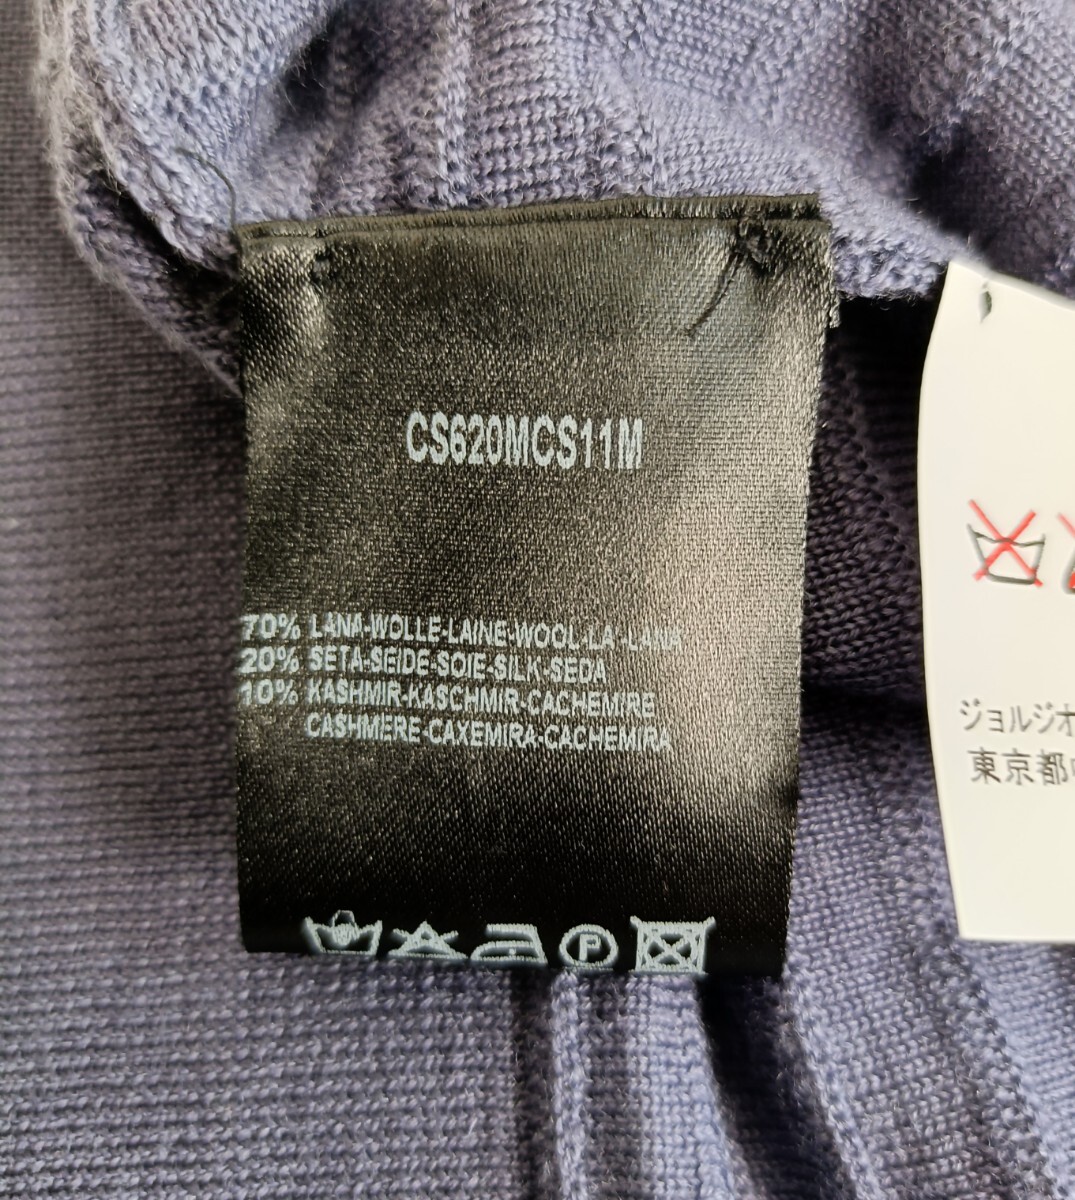 CS620MCS11M
70% LANA-WOLLE-LAINE-WOOL-LA-LANA
20% SETA-SEIDE-SOIE-SILK-SEDA
10% KASHMIR-KASCHMIR-CACHEMIRE
CASHMERE-CAXEMIRA-CACHEMIRA
P
ジョルジオ
東京都